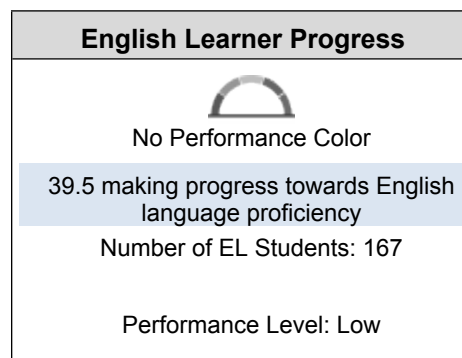 English Learner Progress
No Performance Color
39.5 making progress towards English
language proficiency
Number of EL Students: 167
Performance Level: Low